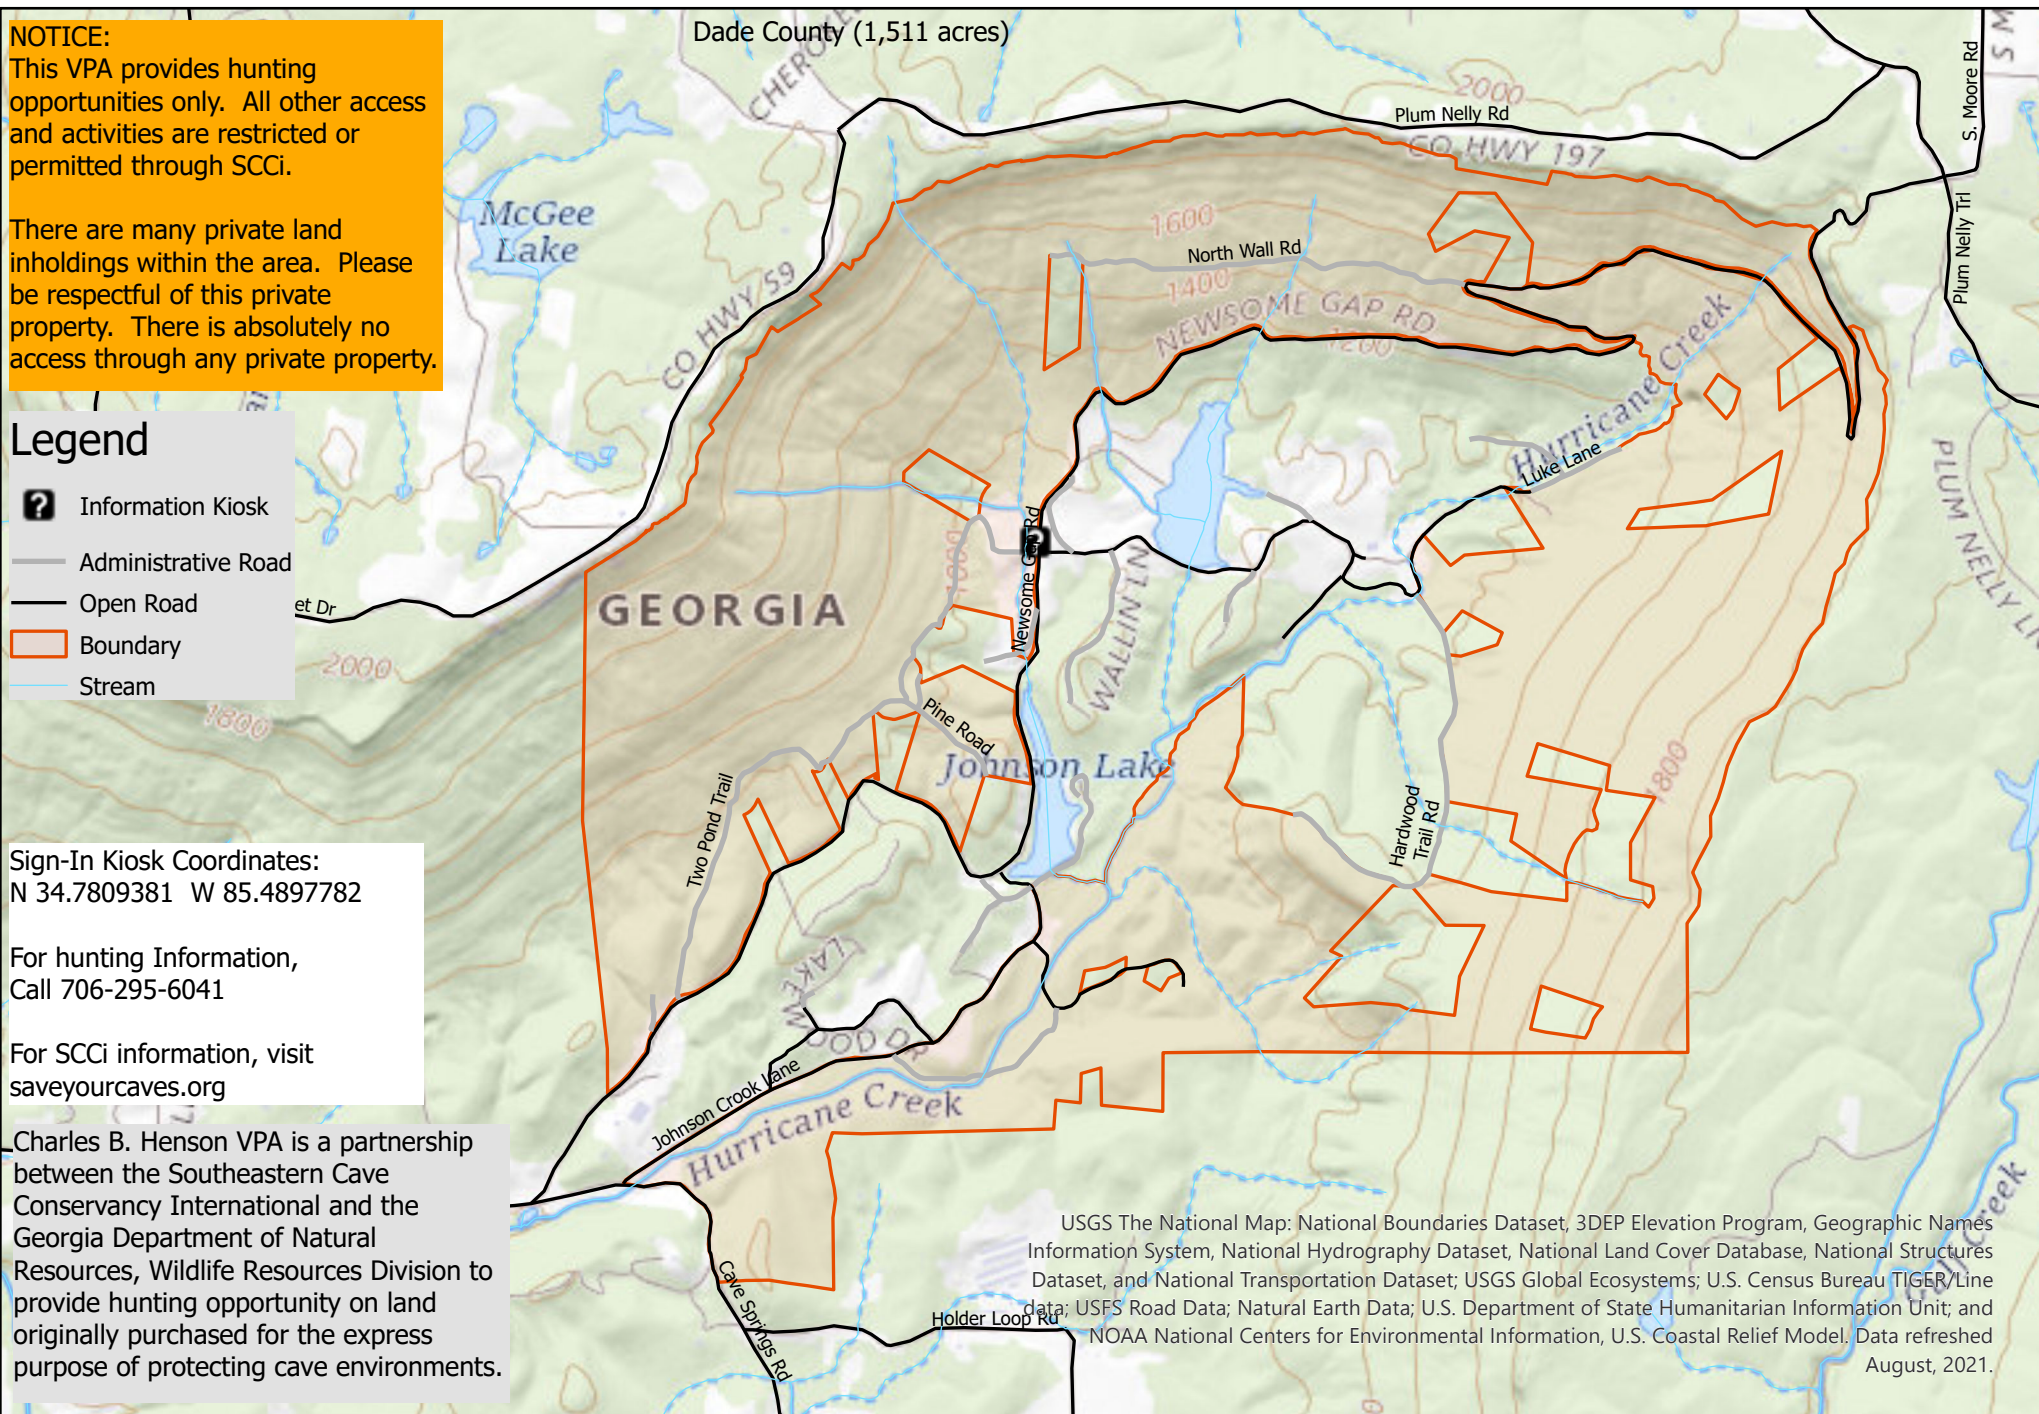 NOTICE:
This VPA provides hunting
opportunities only.  All other access
and activities are restricted or
permitted through SCCi.
There are many private land
inholdings within the area.  Please
be respectful of this private
property.  There is absolutely no
access through any private property.
Dade County (1,511 acres)
Legend
Information Kiosk
Administrative Road
Open Road
Boundary
Stream
Sign-In Kiosk Coordinates:
N 34.7809381  W 85.4897782
For hunting Information,
Call 706-295-6041
For SCCi information, visit
saveyourcaves.org
Charles B. Henson VPA is a partnership
between the Southeastern Cave
Conservancy International and the
Georgia Department of Natural
Resources, Wildlife Resources Division to
provide hunting opportunity on land
originally purchased for the express
purpose of protecting cave environments.
McGee
Lake
CO HWY 59
Plum Nelly Rd
2000
CO HWY 197
S. Moore Rd
S M
Plum Nelly Trl
PLUM NELLY LN
1600
North Wall Rd
1400
NEWSOME GAP RD
1200
Hurricane Creek
Luke Lane
GEORGIA
1000
Newsome Gap Rd
WALLIN LN
et Dr
2000
1800
Pine Road
Johnson Lake
Two Pond Trail
Hardwood
Trail Rd
1800
LAKEWOOD DR
Johnson Crook Lane
Hurricane Creek
Cave Springs Rd
Holder Loop Rd
Creek
USGS The National Map: National Boundaries Dataset, 3DEP Elevation Program, Geographic Names
Information System, National Hydrography Dataset, National Land Cover Database, National Structures
Dataset, and National Transportation Dataset; USGS Global Ecosystems; U.S. Census Bureau TIGER/Line
data; USFS Road Data; Natural Earth Data; U.S. Department of State Humanitarian Information Unit; and
NOAA National Centers for Environmental Information, U.S. Coastal Relief Model. Data refreshed
August, 2021.